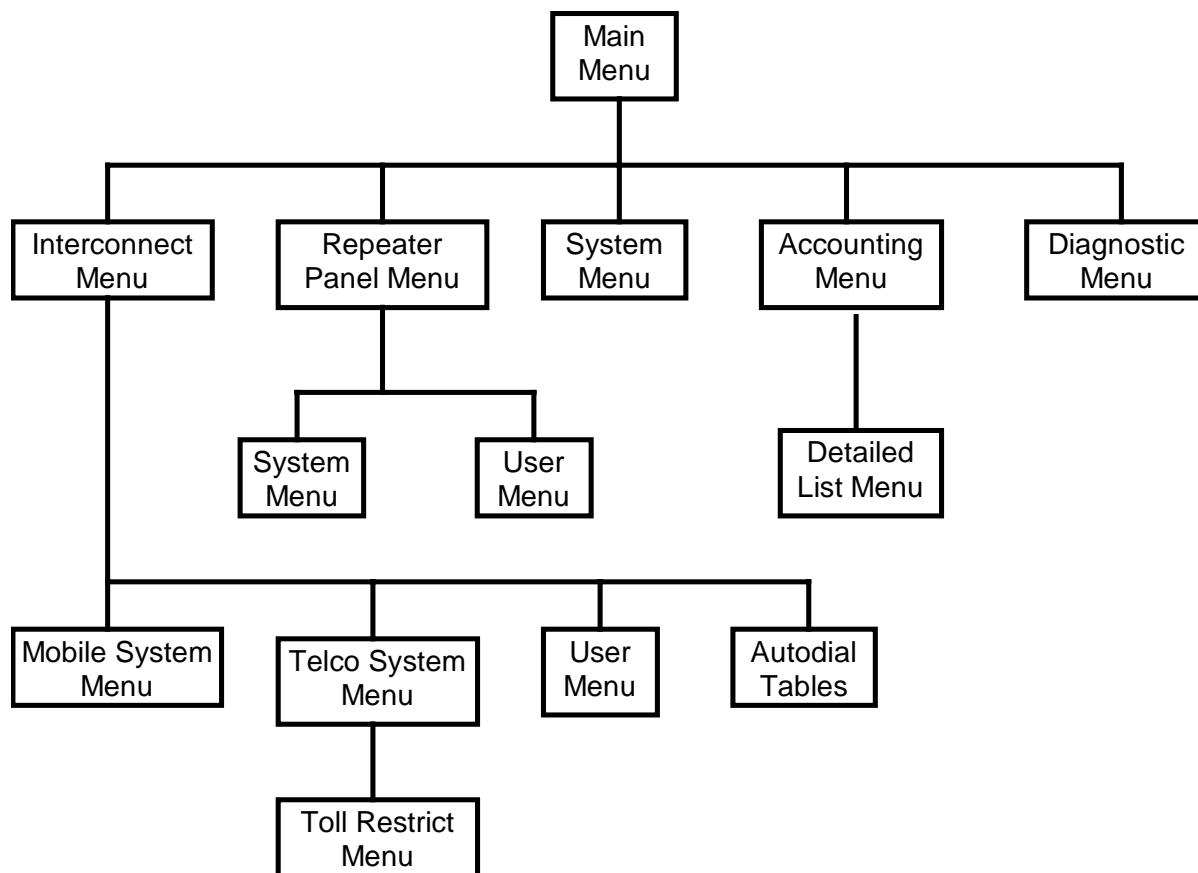 Main
Menu
Interconnect
Menu
Repeater
Panel Menu
System
Menu
Accounting
Menu
Diagnostic
Menu
System
Menu
User
Menu
Detailed
List Menu
Mobile System
Menu
Telco System
Menu
User
Menu
Autodial
Tables
Toll Restrict
Menu